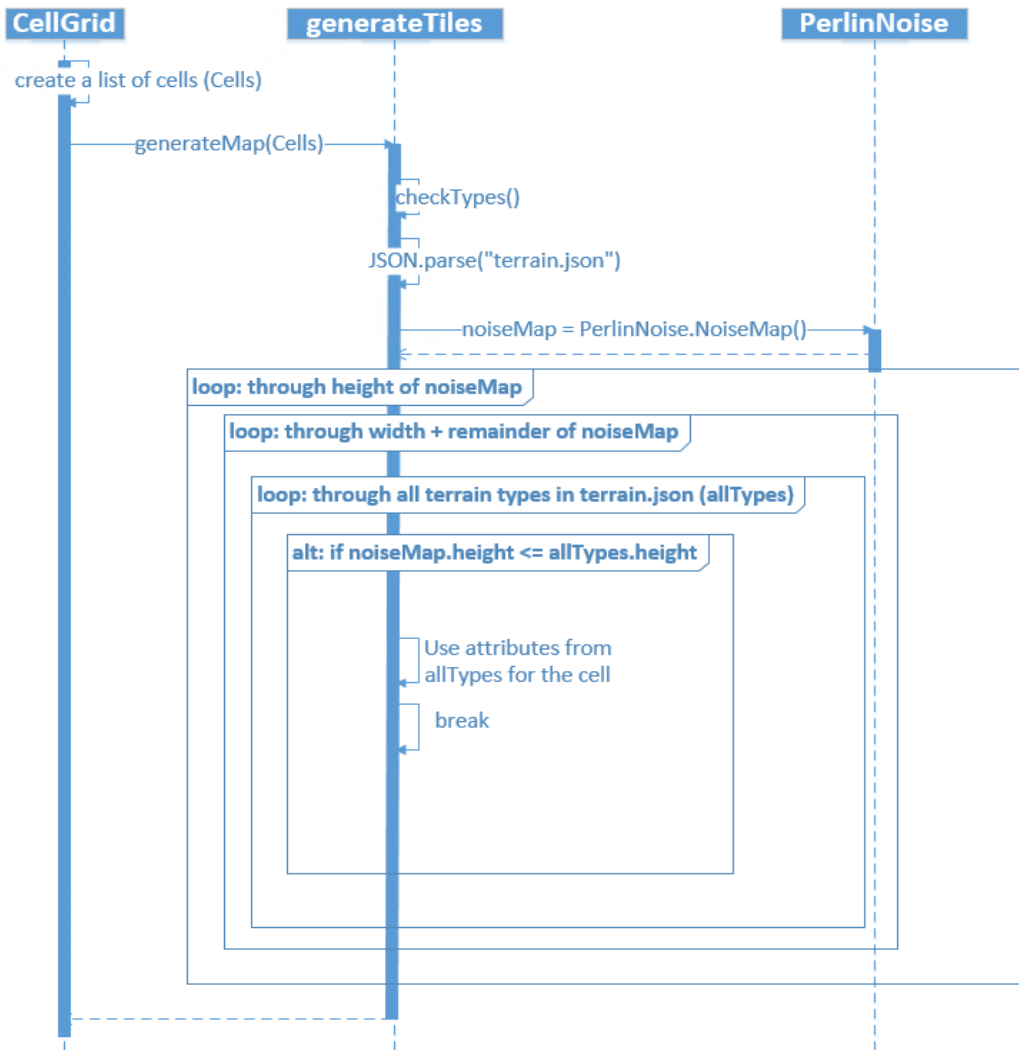 CellGrid
generateTiles
PerlinNoise
create a list of cells (Cells)
generateMap(Cells)
checkTypes()
JSON.parse("terrain.json")
noiseMap = PerlinNoise.NoiseMap()
loop: through height of noiseMap
loop: through width + remainder of noiseMap
loop: through all terrain types in terrain.json (allTypes)
alt: if noiseMap.height <= allTypes.height
Use attributes from
allTypes for the cell
break